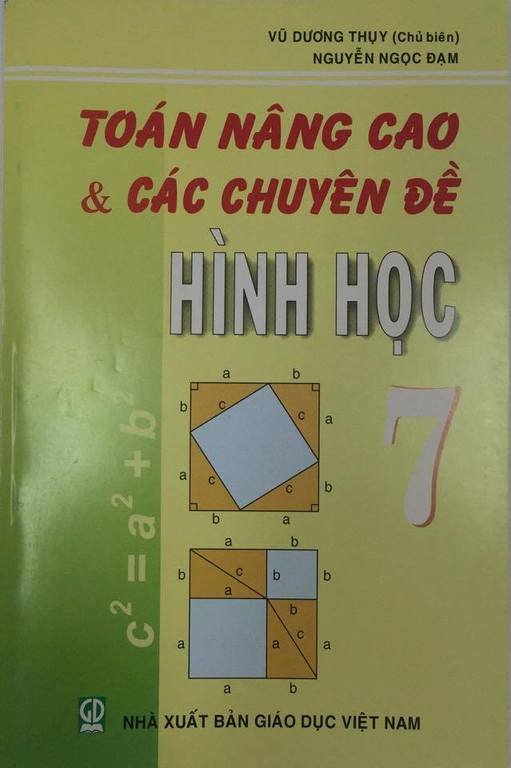 VŨ DƯƠNG THỤY (Chủ biên)
NGUYỄN NGỌC ĐẠM
TOÁN NÂNG CAO
& CÁC CHUYÊN ĐỀ
HÌNH HỌC
7
c² = a² + b²
a b
b c c a
a c c b
b a
a b
b c b b
a
b
a a c a
a b
GD
NHÀ XUẤT BẢN GIÁO DỤC VIỆT NAM